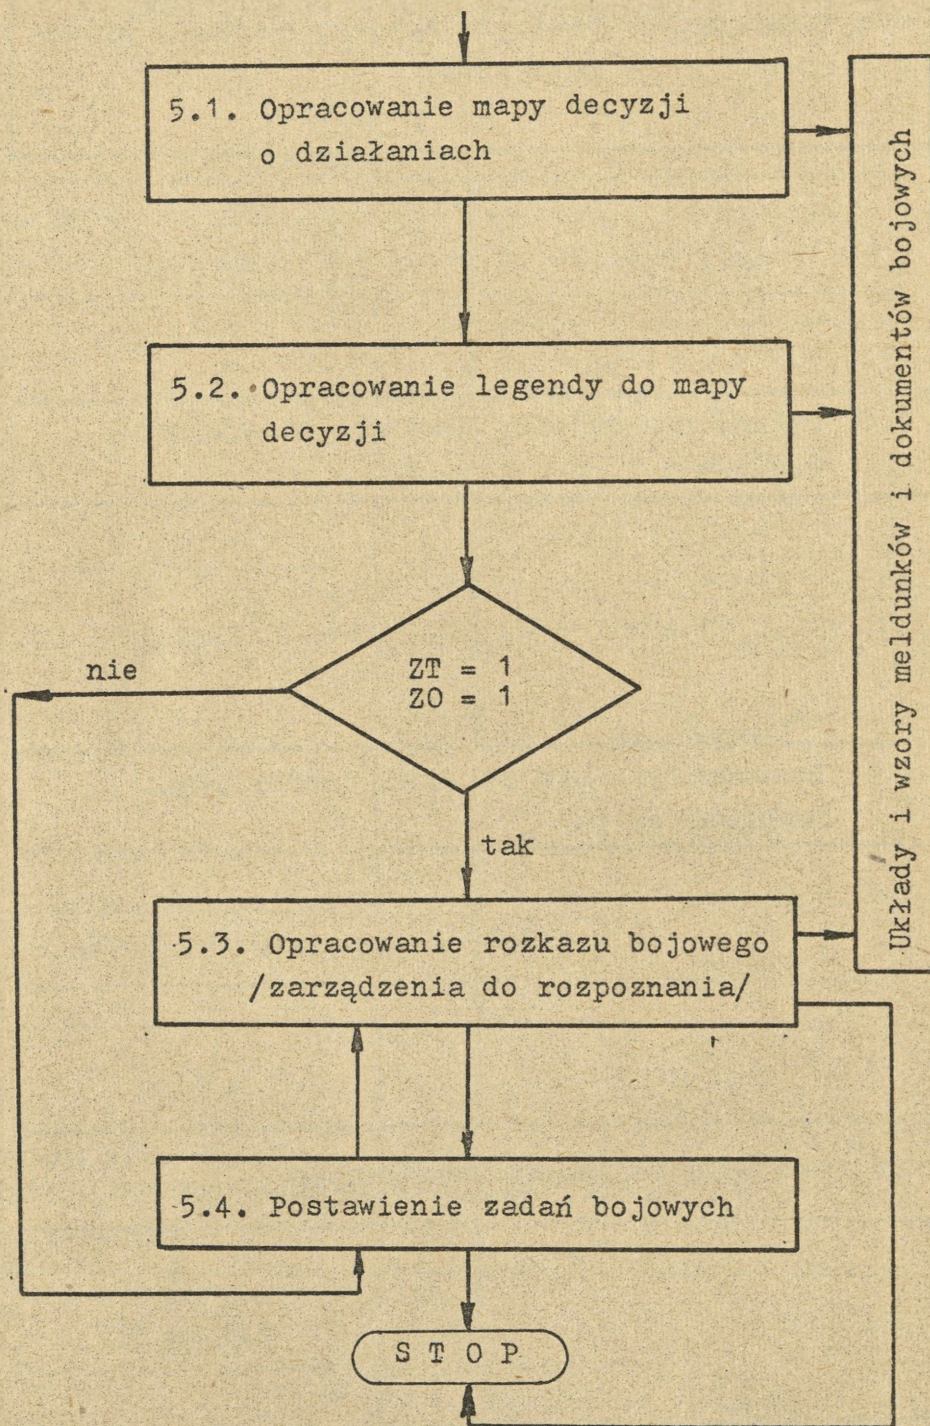 5.1. Opracowanie mapy decyzji
o działaniach
5.2. Opracowanie legendy do mapy
decyzji
ZT = 1
ZO = 1
nie
tak
5.3. Opracowanie rozkazu bojowego
/zarządzenia do rozpoznania/
5.4. Postawienie zadań bojowych
S T O P
Układy i wzory meldunków i dokumentów bojowych